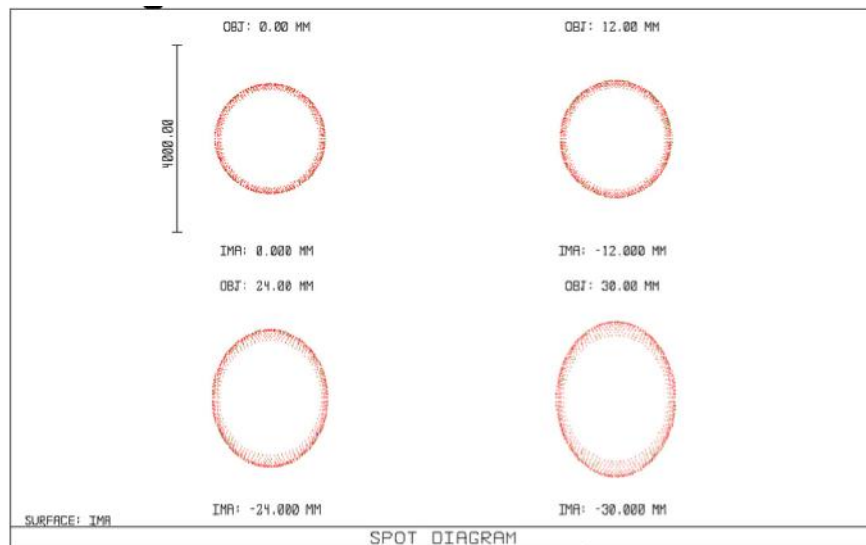 OBJ: 0.00 MM
OBJ: 12.00 MM
4000.00
IMA: 0.000 MM
IMA: -12.000 MM
OBJ: 24.00 MM
OBJ: 30.00 MM
IMA: -24.000 MM
IMA: -30.000 MM
SURFACE: IMA
SPOT DIAGRAM